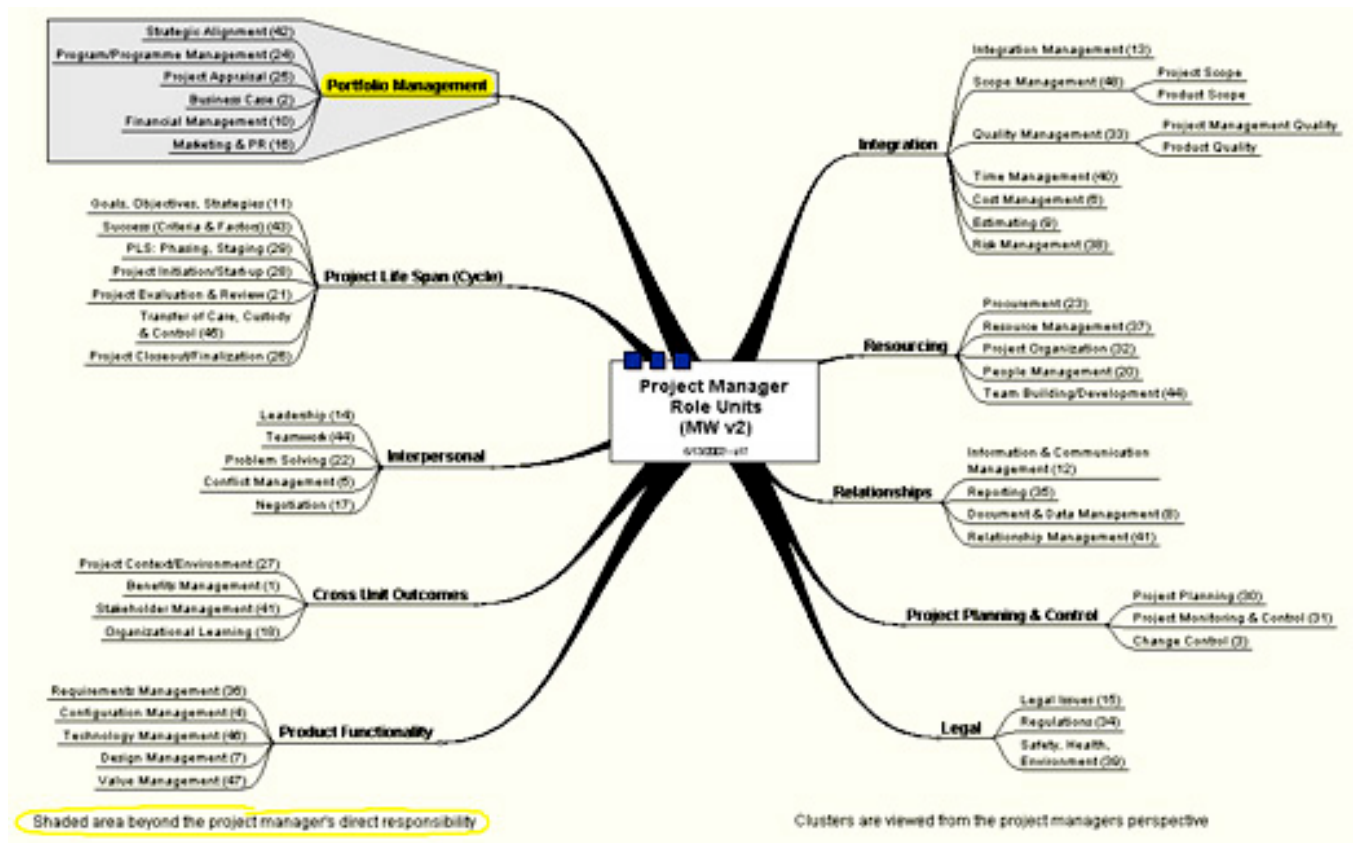 Strategic Alignment (42)
Program/Programme Management (24)
Project Appraisal (25)
Business Case (2)
Financial Management (10)
Marketing & PR (16)
Portfolio Management
Goals, Objectives, Strategies (11)
Success (Criteria & Factors) (43)
PLS: Phasing, Staging (29)
Project Initiation/Start-up (28)
Project Evaluation & Review (21)
Transfer of Care, Custody
& Control (45)
Project Closeout/Finalization (26)
Project Life Span (Cycle)
Leadership (14)
Teamwork (44)
Problem Solving (22)
Conflict Management (5)
Negotiation (17)
Interpersonal
Project Context/Environment (27)
Benefits Management (1)
Stakeholder Management (41)
Organizational Learning (18)
Cross Unit Outcomes
Requirements Management (36)
Configuration Management (4)
Technology Management (46)
Design Management (7)
Value Management (47)
Product Functionality
Project Manager
Role Units
(MW v2)
Integration
Integration Management (13)
Scope Management (48)
Project Scope
Product Scope
Quality Management (33)
Project Management Quality
Product Quality
Time Management (40)
Cost Management (6)
Estimating (9)
Risk Management (38)
Resourcing
Procurement (23)
Resource Management (37)
Project Organization (32)
People Management (20)
Team Building/Development (44)
Relationships
Information & Communication
Management (12)
Reporting (35)
Document & Data Management (8)
Relationship Management (41)
Project Planning & Control
Project Planning (30)
Project Monitoring & Control (31)
Change Control (3)
Legal
Legal Issues (15)
Regulations (34)
Safety, Health,
Environment (39)
Shaded area beyond the project manager's direct responsibility
Clusters are viewed from the project managers perspective